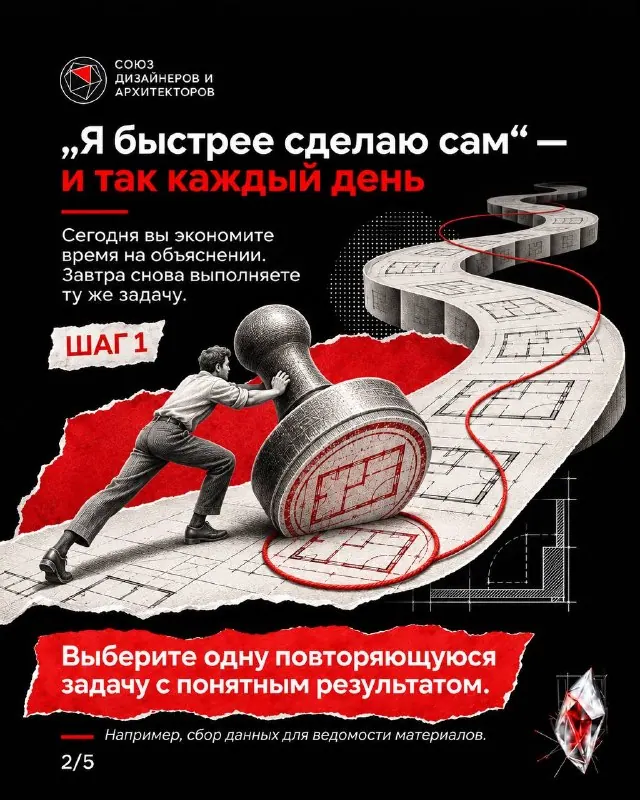 СОЮЗ
ДИЗАЙНЕРОВ И
АРХИТЕКТОРОВ
„Я быстрее сделаю сам“ —
и так каждый день
Сегодня вы экономите
время на объяснении.
Завтра снова выполняете
ту же задачу.
ШАГ 1
Выберите одну повторяющуюся
задачу с понятным результатом.
Например, сбор данных для ведомости материалов.
2/5